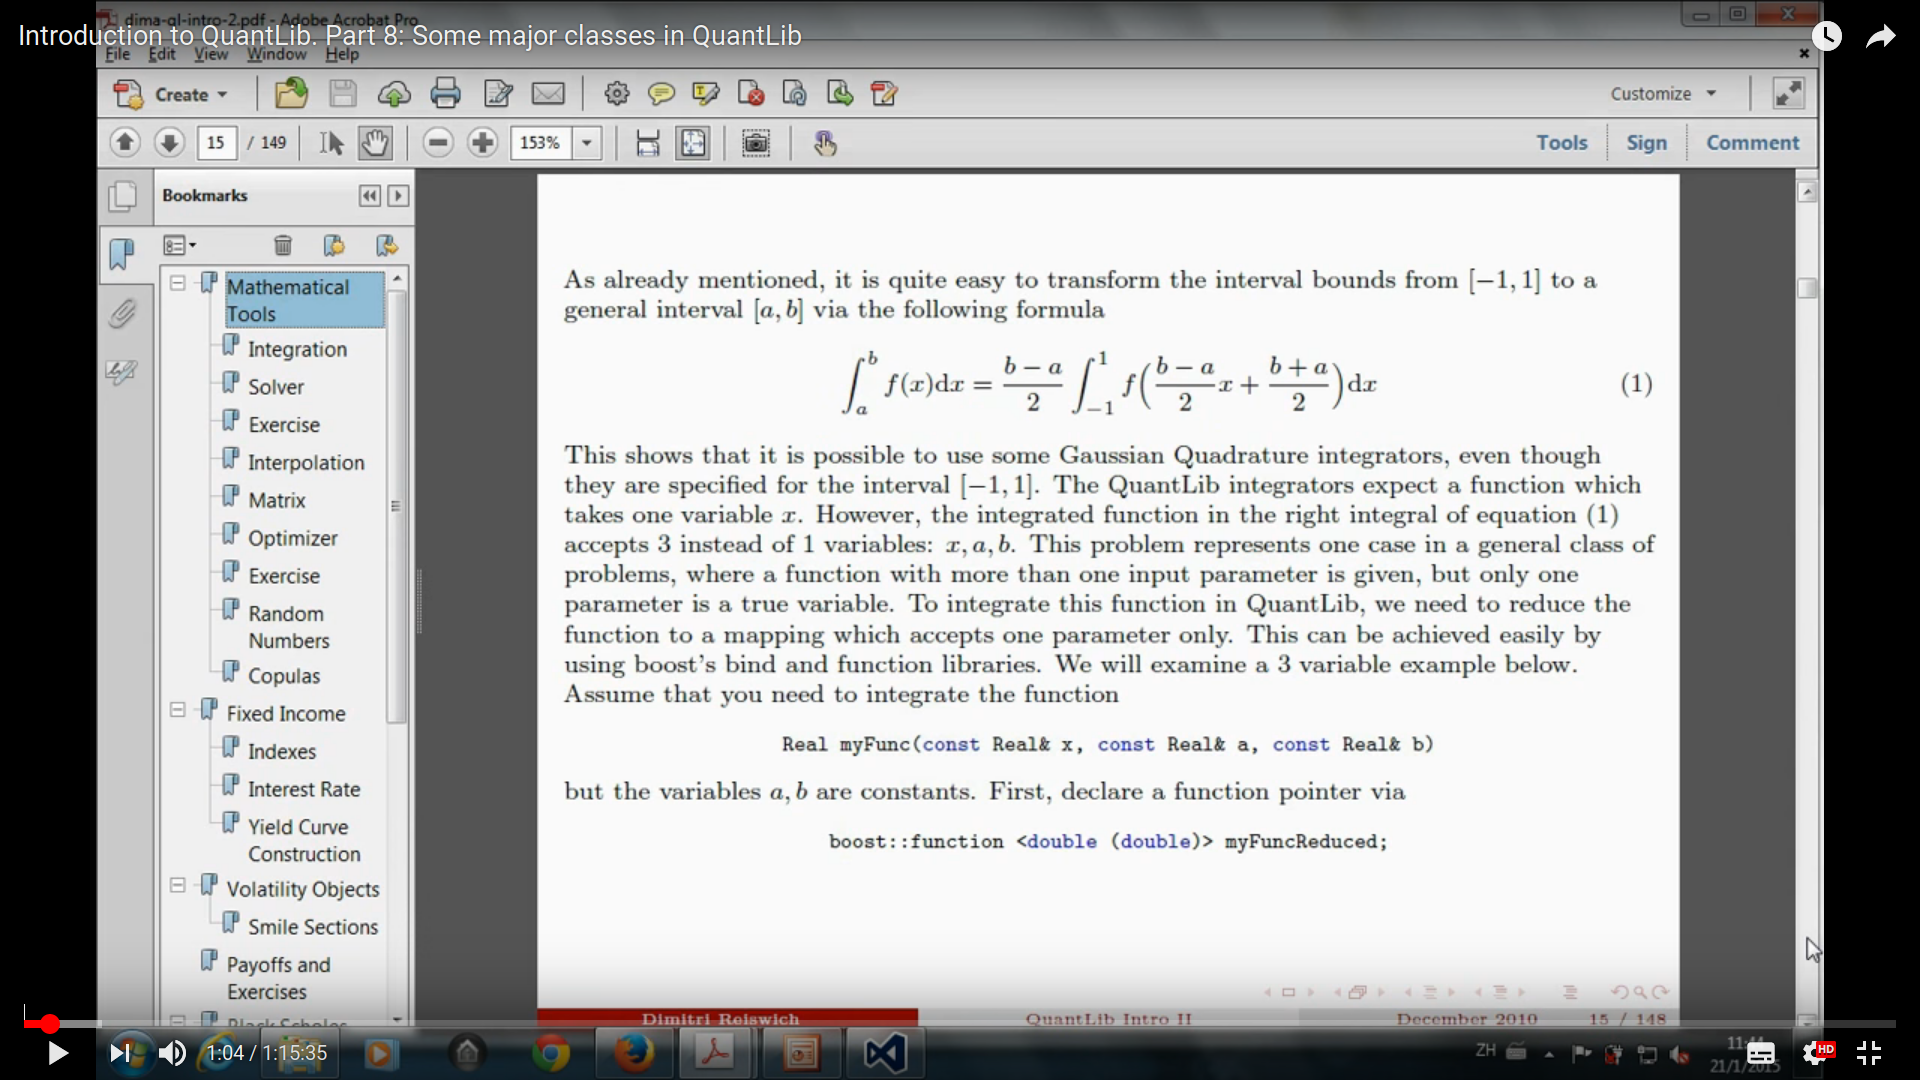 dima-ql-intro-2.pdf - Adobe Acrobat Pro
Introduction to QuantLib. Part 8: Some major classes in QuantLib
File Edit View Window Help
Create
Customize
15 / 149
153%
Tools Sign Comment
Bookmarks
Mathematical
Tools
Integration
Solver
Exercise
Interpolation
Matrix
Optimizer
Exercise
Random
Numbers
Copulas
Fixed Income
Indexes
Interest Rate
Yield Curve
Construction
Volatility Objects
Smile Sections
Payoffs and
Exercises
Black Scholes
As already mentioned, it is quite easy to transform the interval bounds from [−1, 1] to a
general interval [a, b] via the following formula
∫_a^b f(x)dx = \frac{b − a}{2} ∫_{−1}^1 f(\frac{b − a}{2}x + \frac{b + a}{2})dx (1)
This shows that it is possible to use some Gaussian Quadrature integrators, even though
they are specified for the interval [−1, 1]. The QuantLib integrators expect a function which
takes one variable x. However, the integrated function in the right integral of equation (1)
accepts 3 instead of 1 variables: x, a, b. This problem represents one case in a general class of
problems, where a function with more than one input parameter is given, but only one
parameter is a true variable. To integrate this function in QuantLib, we need to reduce the
function to a mapping which accepts one parameter only. This can be achieved easily by
using boost's bind and function libraries. We will examine a 3 variable example below.
Assume that you need to integrate the function
Real myFunc(const Real& x, const Real& a, const Real& b)
but the variables a, b are constants. First, declare a function pointer via
boost::function <double (double)> myFuncReduced;
Dimitri Reiswich QuantLib Intro II December 2010 15 / 148
1:04 / 1:15:35
ZH
HD
21/1/2015